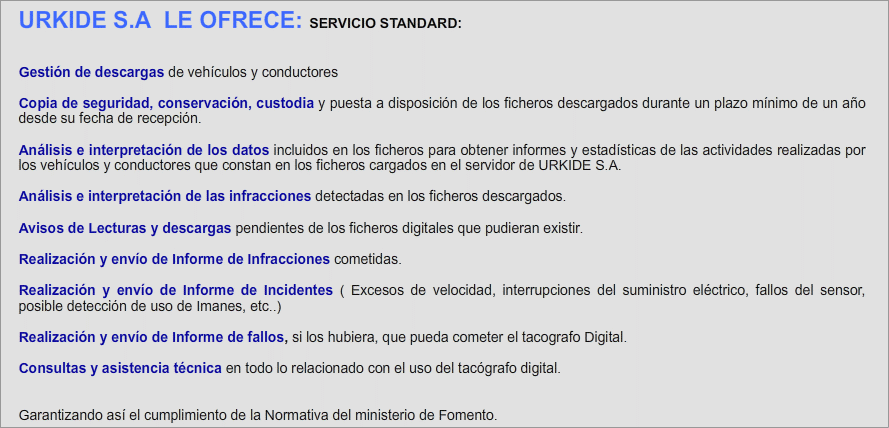 URKIDE S.A LE OFRECE: SERVICIO STANDARD:
Gestión de descargas de vehículos y conductores
Copia de seguridad, conservación, custodia y puesta a disposición de los ficheros descargados durante un plazo mínimo de un año
desde su fecha de recepción.
Análisis e interpretación de los datos incluidos en los ficheros para obtener informes y estadísticas de las actividades realizadas por
los vehículos y conductores que constan en los ficheros cargados en el servidor de URKIDE S.A.
Análisis e interpretación de las infracciones detectadas en los ficheros descargados.
Avisos de Lecturas y descargas pendientes de los ficheros digitales que pudieran existir.
Realización y envío de Informe de Infracciones cometidas.
Realización y envío de Informe de Incidentes ( Excesos de velocidad, interrupciones del suministro eléctrico, fallos del sensor,
posible detección de uso de Imanes, etc..)
Realización y envío de Informe de fallos, si los hubiera, que pueda cometer el tacografo Digital.
Consultas y asistencia técnica en todo lo relacionado con el uso del tacógrafo digital.
Garantizando así el cumplimiento de la Normativa del ministerio de Fomento.